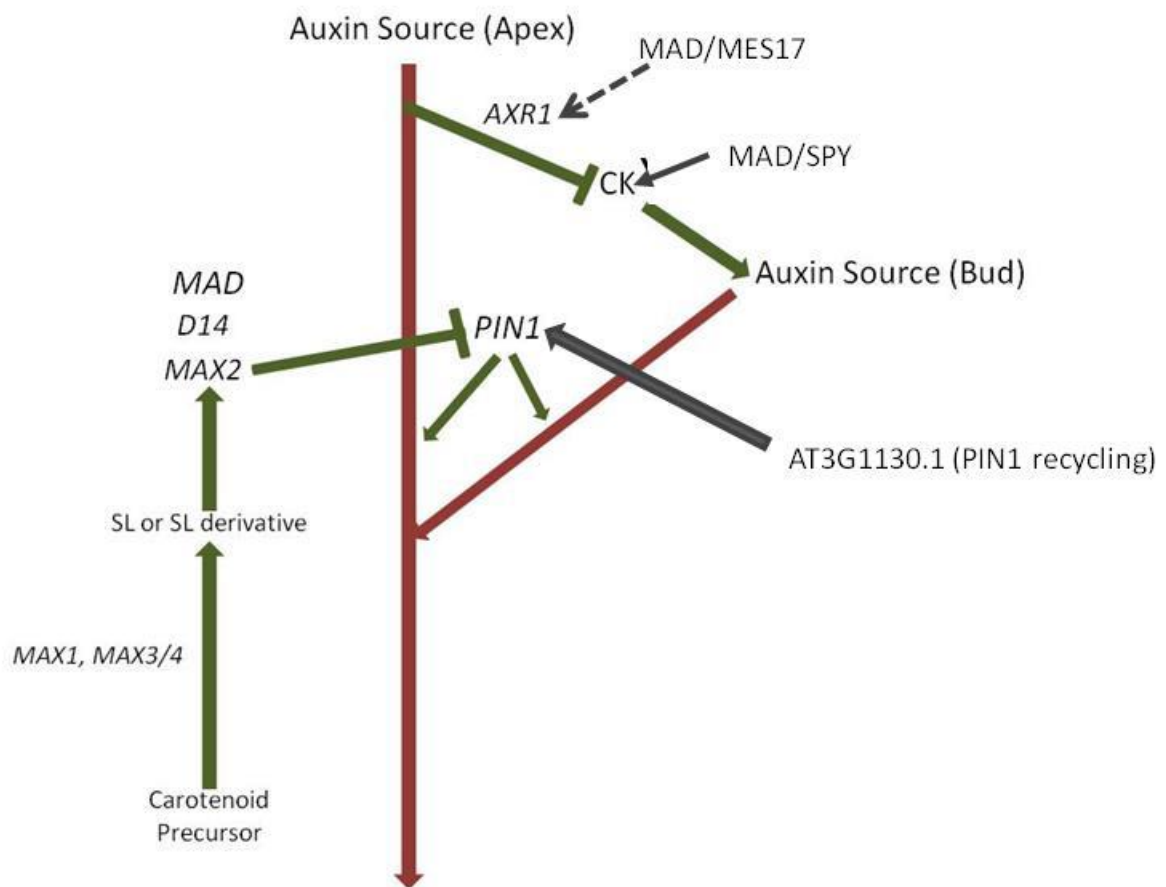 Auxin Source (Apex)
MAD/MES17
AXR1
MAD/SPY
CK`
Auxin Source (Bud)
MAD
D14
MAX2
PIN1
AT3G1130.1 (PIN1 recycling)
SL or SL derivative
MAX1, MAX3/4
Carotenoid
Precursor